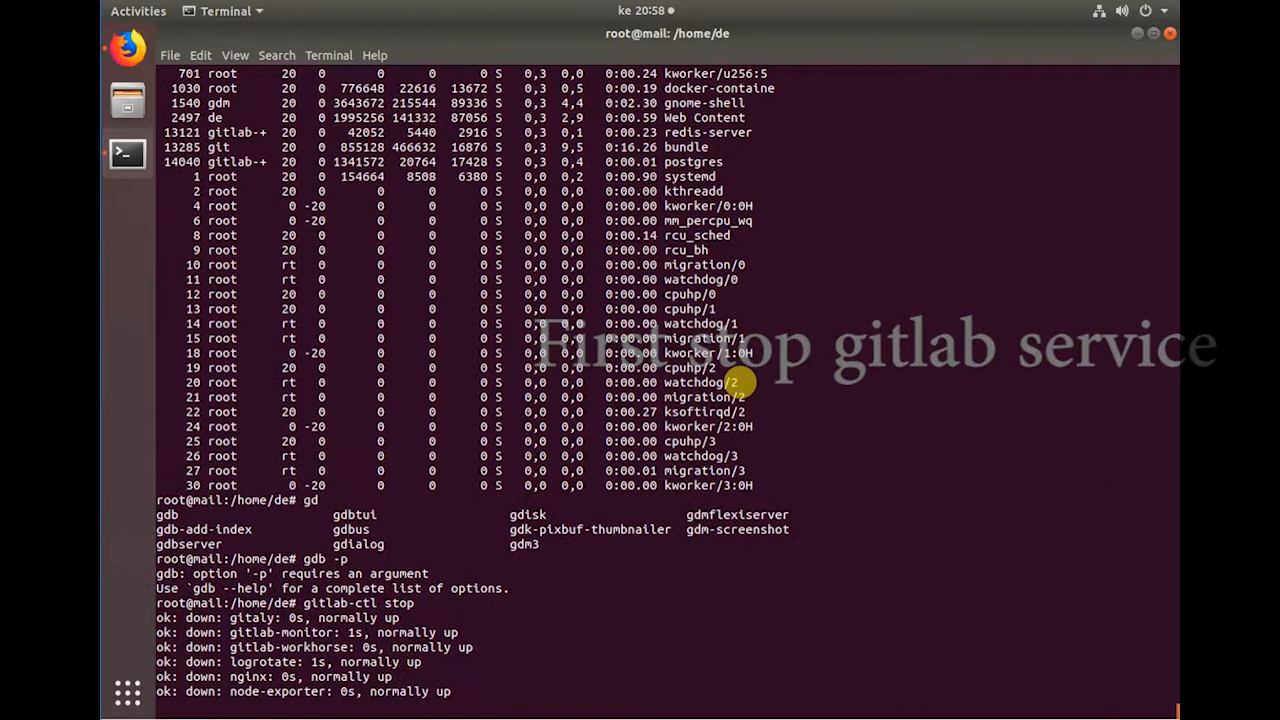 Activities Terminal ke 20:58
root@mail: /home/de
File Edit View Search Terminal Help
701 root 20 0 0 0 0 S 0,3 0,0 0:00.24 kworker/u256:5
1030 root 20 0 776648 22616 13672 S 0,3 0,5 0:00.19 docker-containe
1540 gdm 20 0 3643672 215544 89336 S 0,3 4,4 0:02.30 gnome-shell
2497 de 20 0 1995256 141332 87056 S 0,3 2,9 0:00.59 Web Content
13121 gitlab-+ 20 0 42052 5440 2916 S 0,3 0,1 0:00.23 redis-server
13285 git 20 0 855128 466632 16876 S 0,3 9,5 0:16.26 bundle
14040 gitlab-+ 20 0 1341572 20764 17428 S 0,3 0,4 0:00.01 postgres
1 root 20 0 154664 8508 6380 S 0,0 0,2 0:00.90 systemd
2 root 20 0 0 0 0 S 0,0 0,0 0:00.00 kthreadd
4 root 0 -20 0 0 0 S 0,0 0,0 0:00.00 kworker/0:0H
6 root 0 -20 0 0 0 S 0,0 0,0 0:00.00 mm_percpu_wq
8 root 20 0 0 0 0 S 0,0 0,0 0:00.14 rcu_sched
9 root 20 0 0 0 0 S 0,0 0,0 0:00.00 rcu_bh
10 root rt 0 0 0 0 S 0,0 0,0 0:00.00 migration/0
11 root rt 0 0 0 0 S 0,0 0,0 0:00.00 watchdog/0
12 root 20 0 0 0 0 S 0,0 0,0 0:00.00 cpuhp/0
13 root 20 0 0 0 0 S 0,0 0,0 0:00.00 cpuhp/1
14 root rt 0 0 0 0 S 0,0 0,0 0:00.00 watchdog/1
15 root rt 0 0 0 0 S 0,0 0,0 0:00.00 migration/1
First stop gitlab service
18 root 0 -20 0 0 0 S 0,0 0,0 0:00.00 kworker/1:0H
19 root 20 0 0 0 0 S 0,0 0,0 0:00.00 cpuhp/2
20 root rt 0 0 0 0 S 0,0 0,0 0:00.00 watchdog/2
21 root rt 0 0 0 0 S 0,0 0,0 0:00.00 migration/2
22 root 20 0 0 0 0 S 0,0 0,0 0:00.27 ksoftirqd/2
24 root 0 -20 0 0 0 S 0,0 0,0 0:00.00 kworker/2:0H
25 root 20 0 0 0 0 S 0,0 0,0 0:00.00 cpuhp/3
26 root rt 0 0 0 0 S 0,0 0,0 0:00.00 watchdog/3
27 root rt 0 0 0 0 S 0,0 0,0 0:00.01 migration/3
30 root 0 -20 0 0 0 S 0,0 0,0 0:00.00 kworker/3:0H
root@mail:/home/de# gd
gdb gdbtui gdisk gdmflexiserver
gdb-add-index gdbus gdk-pixbuf-thumbnailer gdm-screenshot
gdbserver gdialog gdm3
root@mail:/home/de# gdb -p
gdb: option '-p' requires an argument
Use `gdb --help' for a complete list of options.
root@mail:/home/de# gitlab-ctl stop
ok: down: gitaly: 0s, normally up
ok: down: gitlab-monitor: 1s, normally up
ok: down: gitlab-workhorse: 0s, normally up
ok: down: logrotate: 1s, normally up
ok: down: nginx: 0s, normally up
ok: down: node-exporter: 0s, normally up